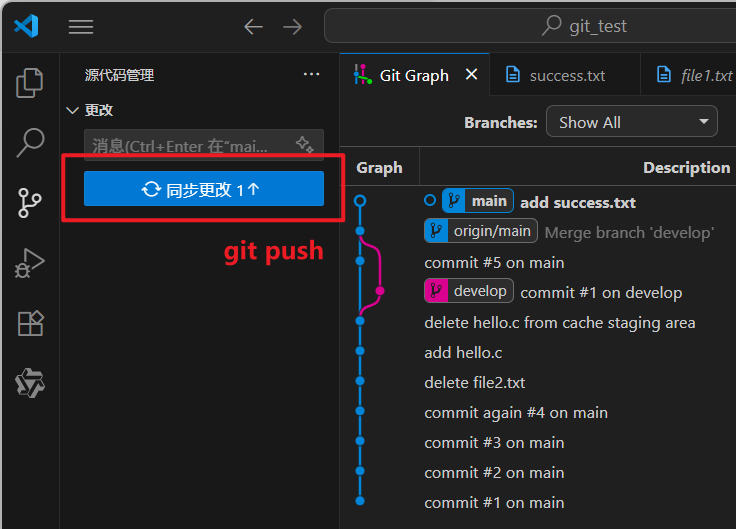 git_test
源代码管理
Git Graph
success.txt
file1.txt
更改
消息(Ctrl+Enter 在"mai...
同步更改 1↑
git push
Branches:
Show All
Graph
Description
main add success.txt
origin/main Merge branch 'develop'
commit #5 on main
develop commit #1 on develop
delete hello.c from cache staging area
add hello.c
delete file2.txt
commit again #4 on main
commit #3 on main
commit #2 on main
commit #1 on main